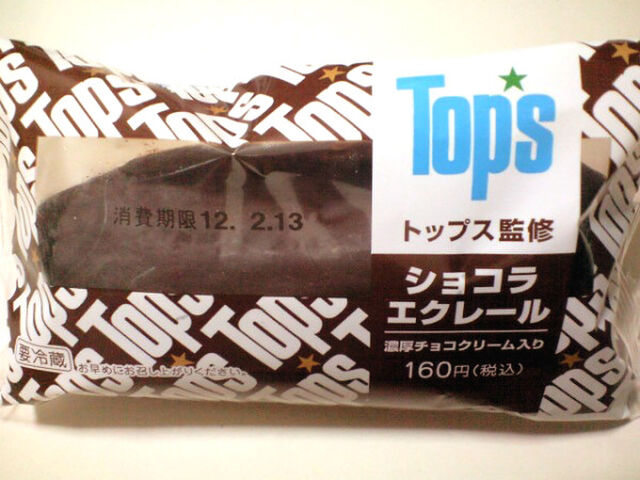 Tops
トップス監修
ショコラ
エクレール
濃厚チョコクリーム入り
160円(税込)
消費期限12. 2.13
要冷蔵
お早めにお召し上がりください。